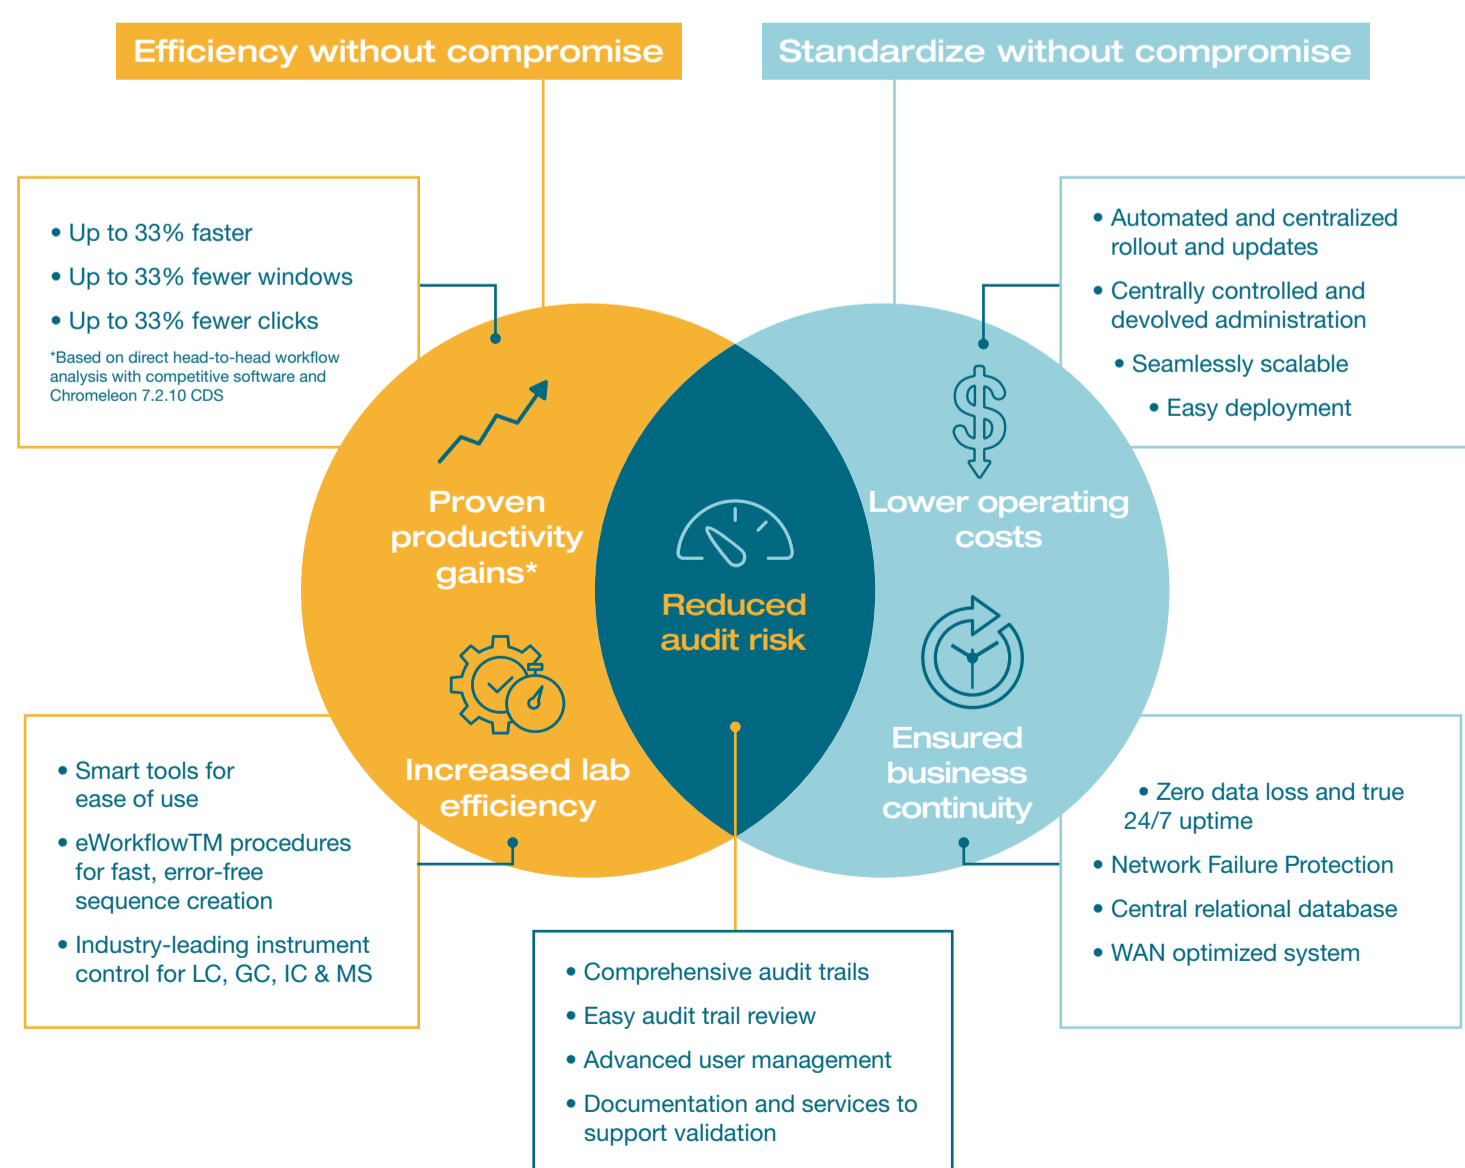 Efficiency without compromise
Standardize without compromise
• Up to 33% faster
• Up to 33% fewer windows
• Up to 33% fewer clicks
*Based on direct head-to-head workflow
analysis with competitive software and
Chromeleon 7.2.10 CDS
• Automated and centralized
rollout and updates
• Centrally controlled and
devolved administration
• Seamlessly scalable
• Easy deployment
Proven
productivity
gains*
Lower operating
costs
Reduced
audit risk
Increased lab
efficiency
Ensured
business
continuity
• Smart tools for
ease of use
• eWorkflowTM procedures
for fast, error-free
sequence creation
• Industry-leading instrument
control for LC, GC, IC & MS
• Zero data loss and true
24/7 uptime
• Network Failure Protection
• Central relational database
• WAN optimized system
• Comprehensive audit trails
• Easy audit trail review
• Advanced user management
• Documentation and services to
support validation